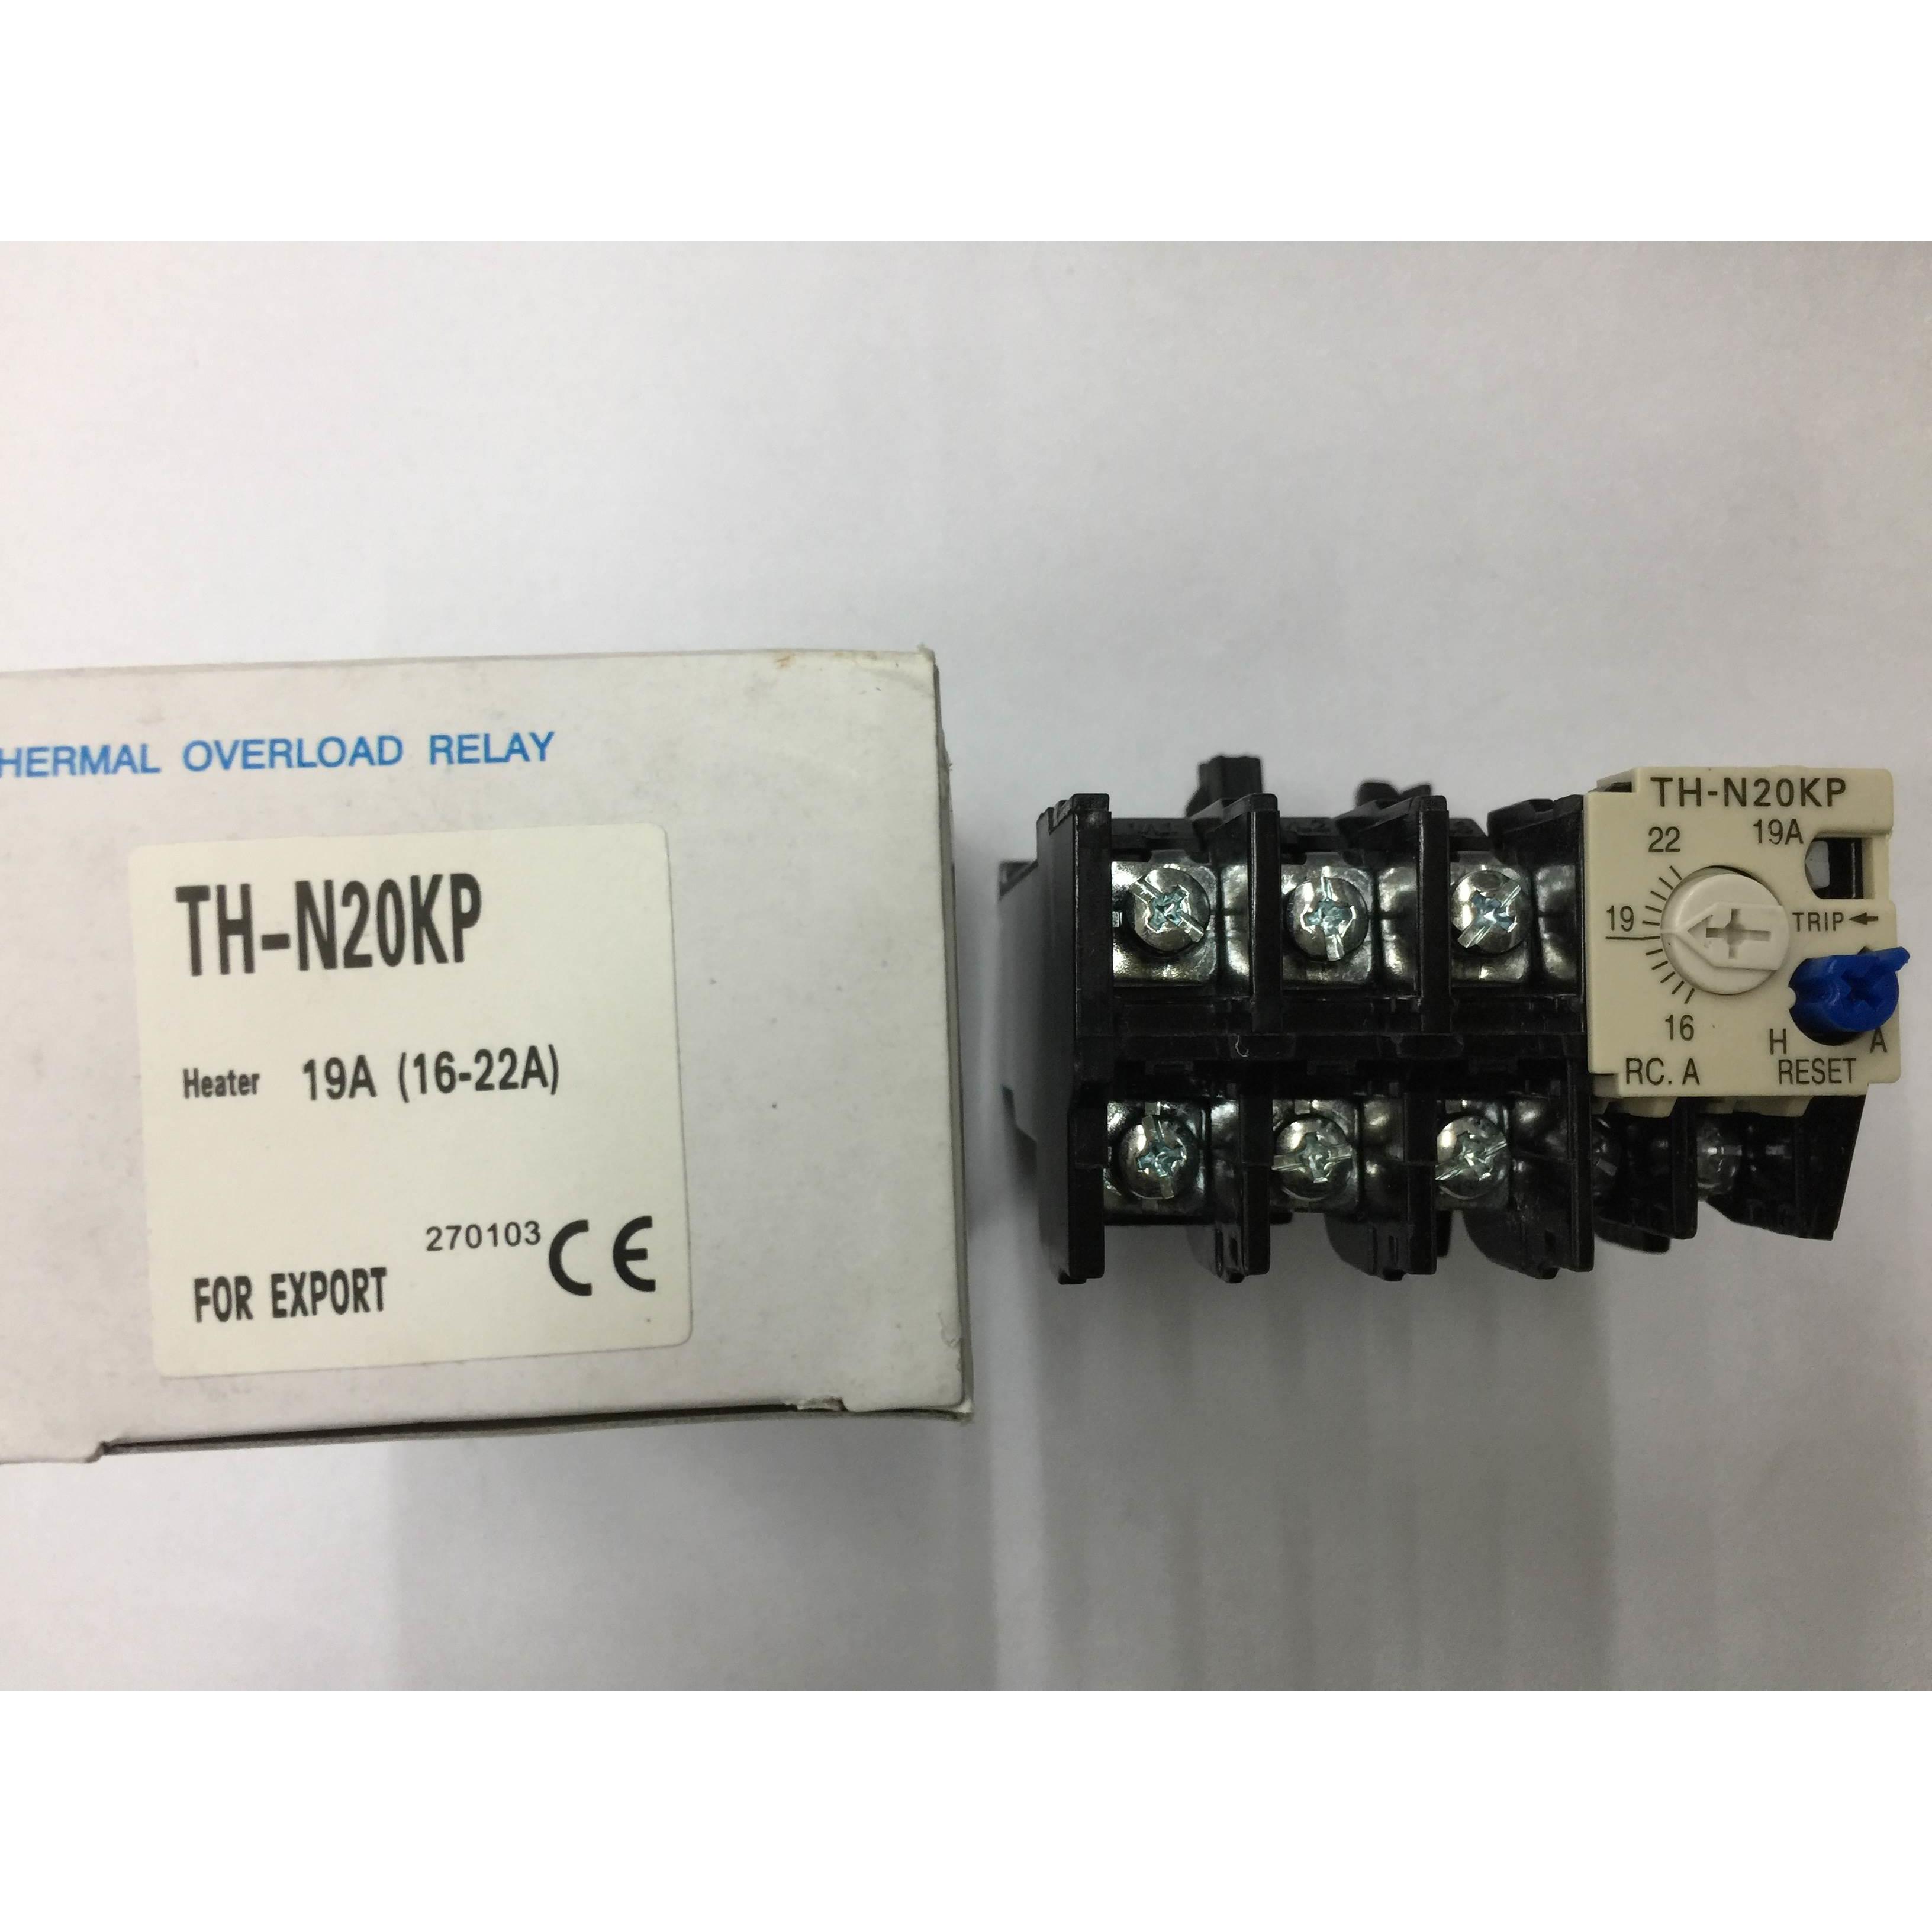 HERMAL OVERLOAD RELAY
TH-N20KP
Heater 19A (16-22A)
270103 CE
FOR EXPORT
TH-N20KP
22 19A
19 TRIP←
16 H A
RC. A RESET